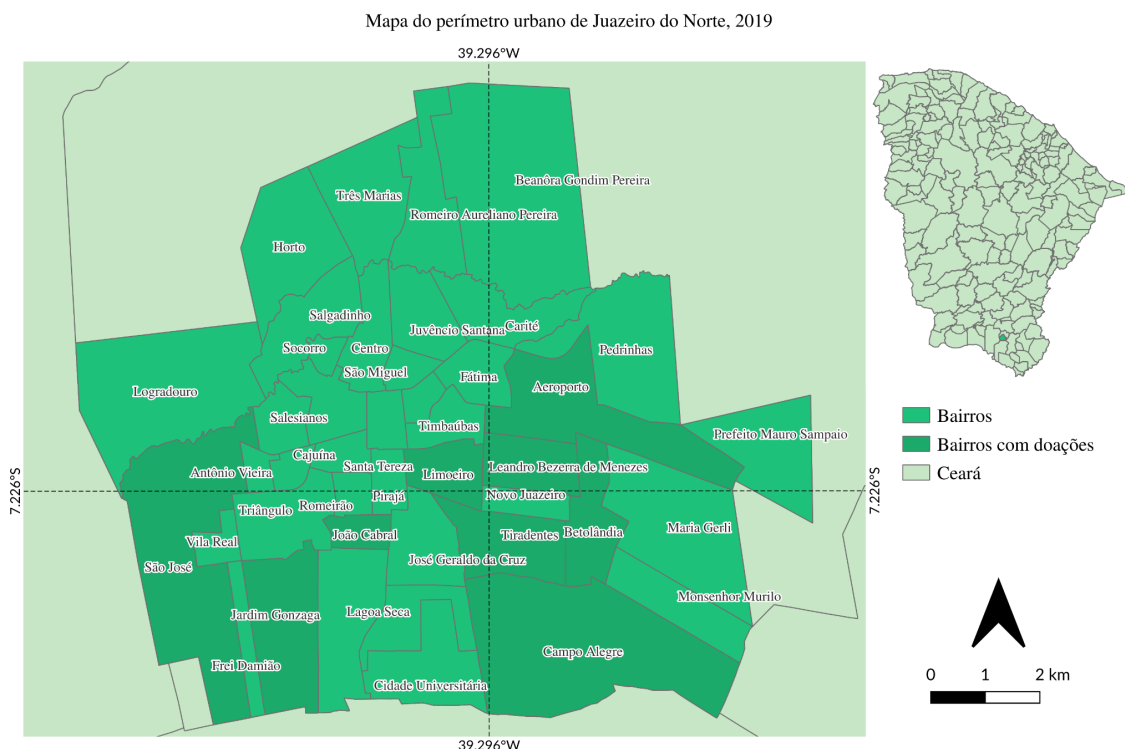 Mapa do perímetro urbano de Juazeiro do Norte, 2019
39.296°W
Beanôra Gondim Pereira
Três Marias
Romeiro Aureliano Pereira
Horto
Salgadinho
Juvêncio Santana
Carité
Socorro
Centro
Pedrinhas
São Miguel
Fátima
Aeroporto
Logradouro
Salesianos
Timbaúbas
Prefeito Mauro Sampaio
Cajuína
Antônio Vieira
Santa Tereza
Limoeiro
Leandro Bezerra de Menezes
7.226°S
7.226°S
Pirajá
Novo Juazeiro
Triângulo
Romeirão
João Cabral
Tiradentes
Betolândia
Maria Gerli
Vila Real
São José
José Geraldo da Cruz
Monsenhor Murilo
Jardim Gonzaga
Lagoa Seca
Campo Alegre
Frei Damião
Cidade Universitária
39.296°W
Bairros
Bairros com doações
Ceará
0 1 2 km